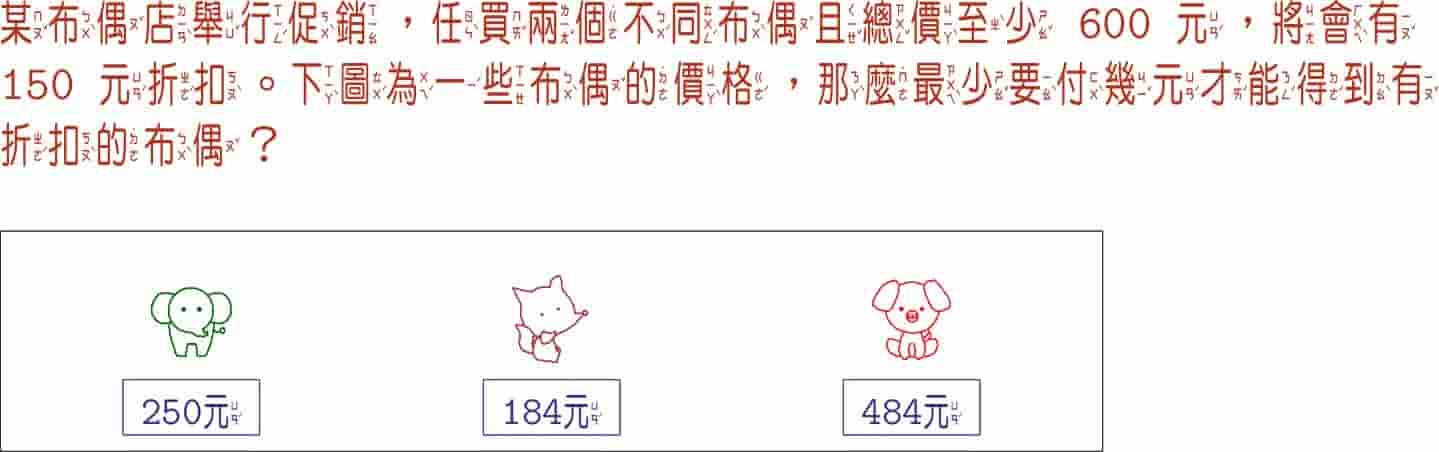 某布偶店舉行促銷，任買兩個不同布偶且總價至少 600 元，將會有
150 元折扣。下圖為一些布偶的價格，那麼最少要付幾元才能得到有
折扣的布偶？
250元 184元 484元